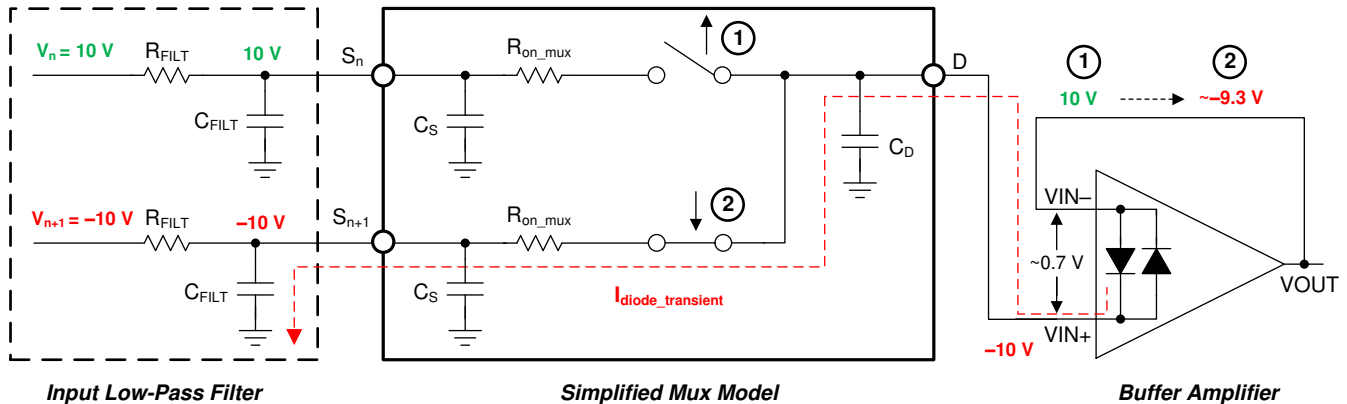 Vn = 10 V
RFILT
10 V
Sn
Ron_mux
1
D
1
2
10 V
~–9.3 V
CFILT
CS
CD
Vn+1 = –10 V
RFILT
–10 V
Sn+1
Ron_mux
2
VIN–
~0.7 V
CFILT
CS
Idiode_transient
VOUT
VIN+
–10 V
Input Low-Pass Filter
Simplified Mux Model
Buffer Amplifier